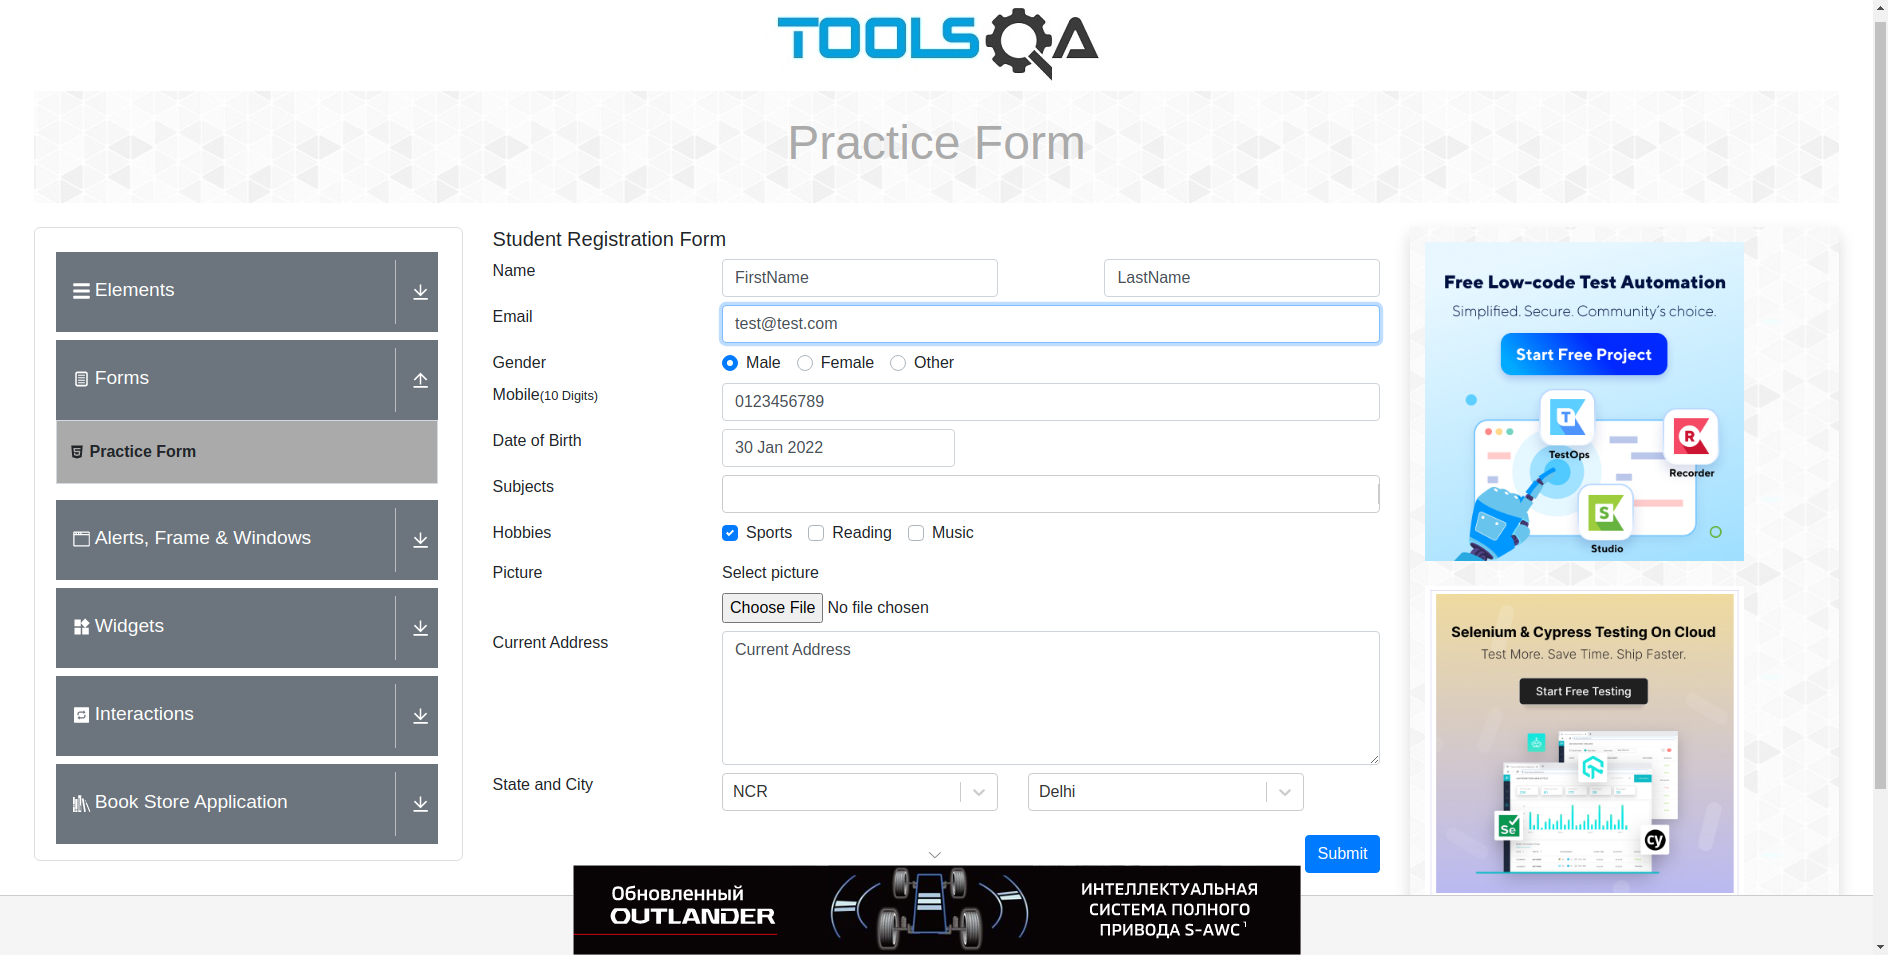 TOOLSQA
Practice Form
Elements
Forms
Practice Form
Alerts, Frame & Windows
Widgets
Interactions
Book Store Application
Student Registration Form
Name
FirstName
LastName
Email
test@test.com
Gender
Male
Female
Other
Mobile(10 Digits)
0123456789
Date of Birth
30 Jan 2022
Subjects
Hobbies
Sports
Reading
Music
Picture
Select picture
Choose File No file chosen
Current Address
Current Address
State and City
NCR
Delhi
Submit
Free Low-code Test Automation
Simplified. Secure. Community's choice.
Start Free Project
T
TestOps
R
Recorder
S
Studio
Selenium & Cypress Testing On Cloud
Test More. Save Time. Ship Faster.
Start Free Testing
Se
cy
Обновленный
OUTLANDER
ИНТЕЛЛЕКТУАЛЬНАЯ
СИСТЕМА ПОЛНОГО
ПРИВОДА S-AWC 1